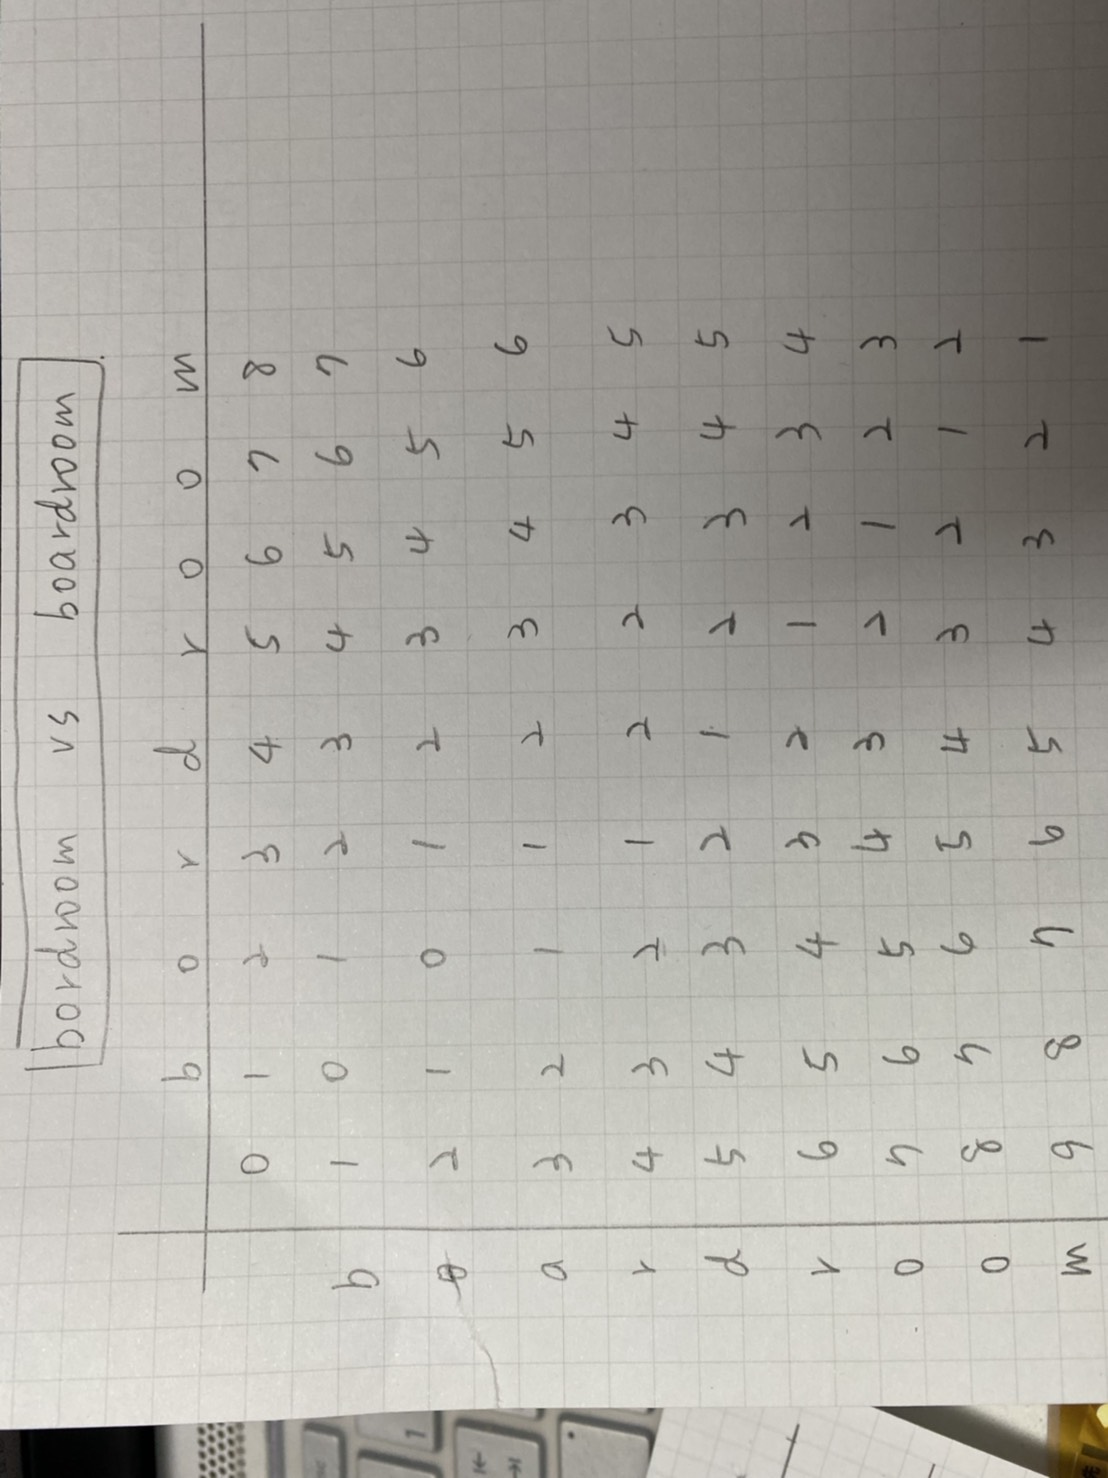 bordroom vs boardroom
b o r d r o o m
0 1 2 3 4 5 6 7 8
b 1 0 1 2 3 4 5 6 7
o 2 1 0 1 2 3 4 5 6
a 3 2 1 1 2 3 4 5 6
r 4 3 2 1 2 2 3 4 5
d 5 4 3 2 1 2 3 4 5
r 6 5 4 3 2 1 2 3 4
o 7 6 5 4 3 2 1 2 3
o 8 7 6 5 4 3 2 1 2
m 9 8 7 6 5 4 3 2 1